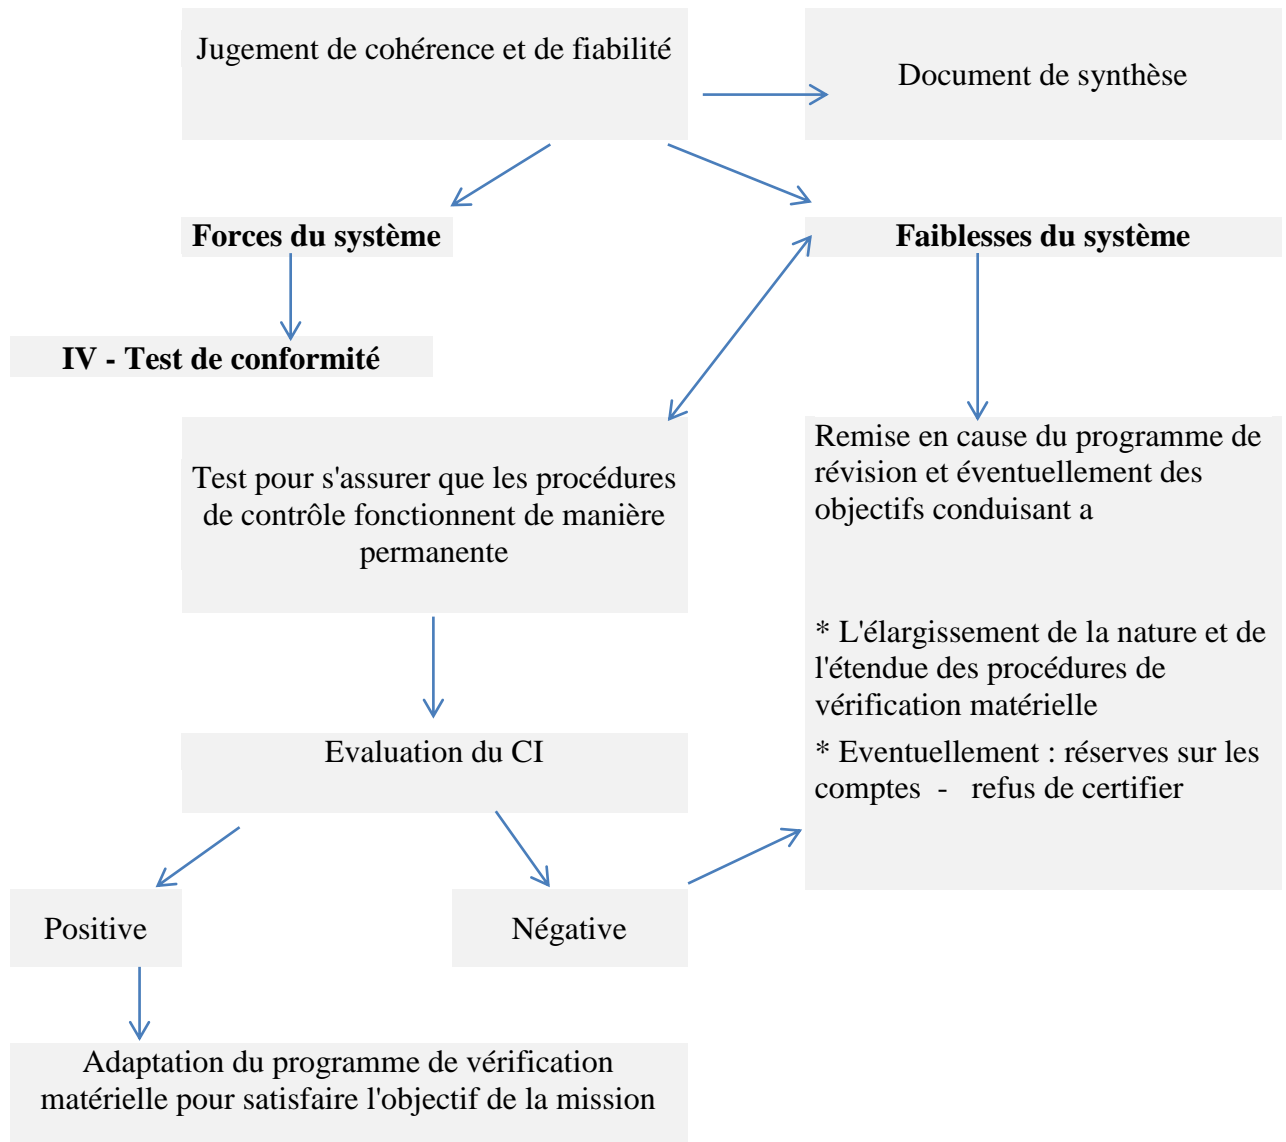 Jugement de cohérence et de fiabilité
Document de synthèse
Forces du système
Faiblesses du système
IV - Test de conformité
Test pour s'assurer que les procédures
de contrôle fonctionnent de manière
permanente
Remise en cause du programme de
révision et éventuellement des
objectifs conduisant a
* L'élargissement de la nature et de
l'étendue des procédures de
vérification matérielle
* Eventuellement : réserves sur les
comptes - refus de certifier
Evaluation du CI
Positive
Négative
Adaptation du programme de vérification
matérielle pour satisfaire l'objectif de la mission